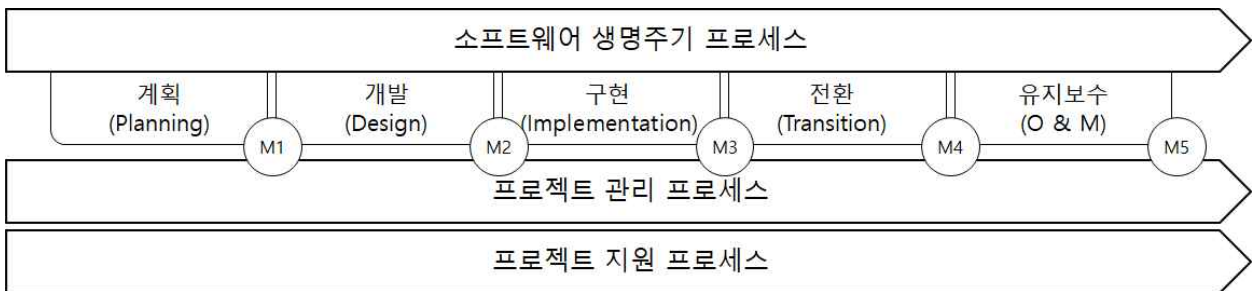 소프트웨어 생명주기 프로세스
계획
(Planning)
개발
(Design)
구현
(Implementation)
전환
(Transition)
유지보수
(O & M)
M1
M2
M3
M4
M5
프로젝트 관리 프로세스
프로젝트 지원 프로세스